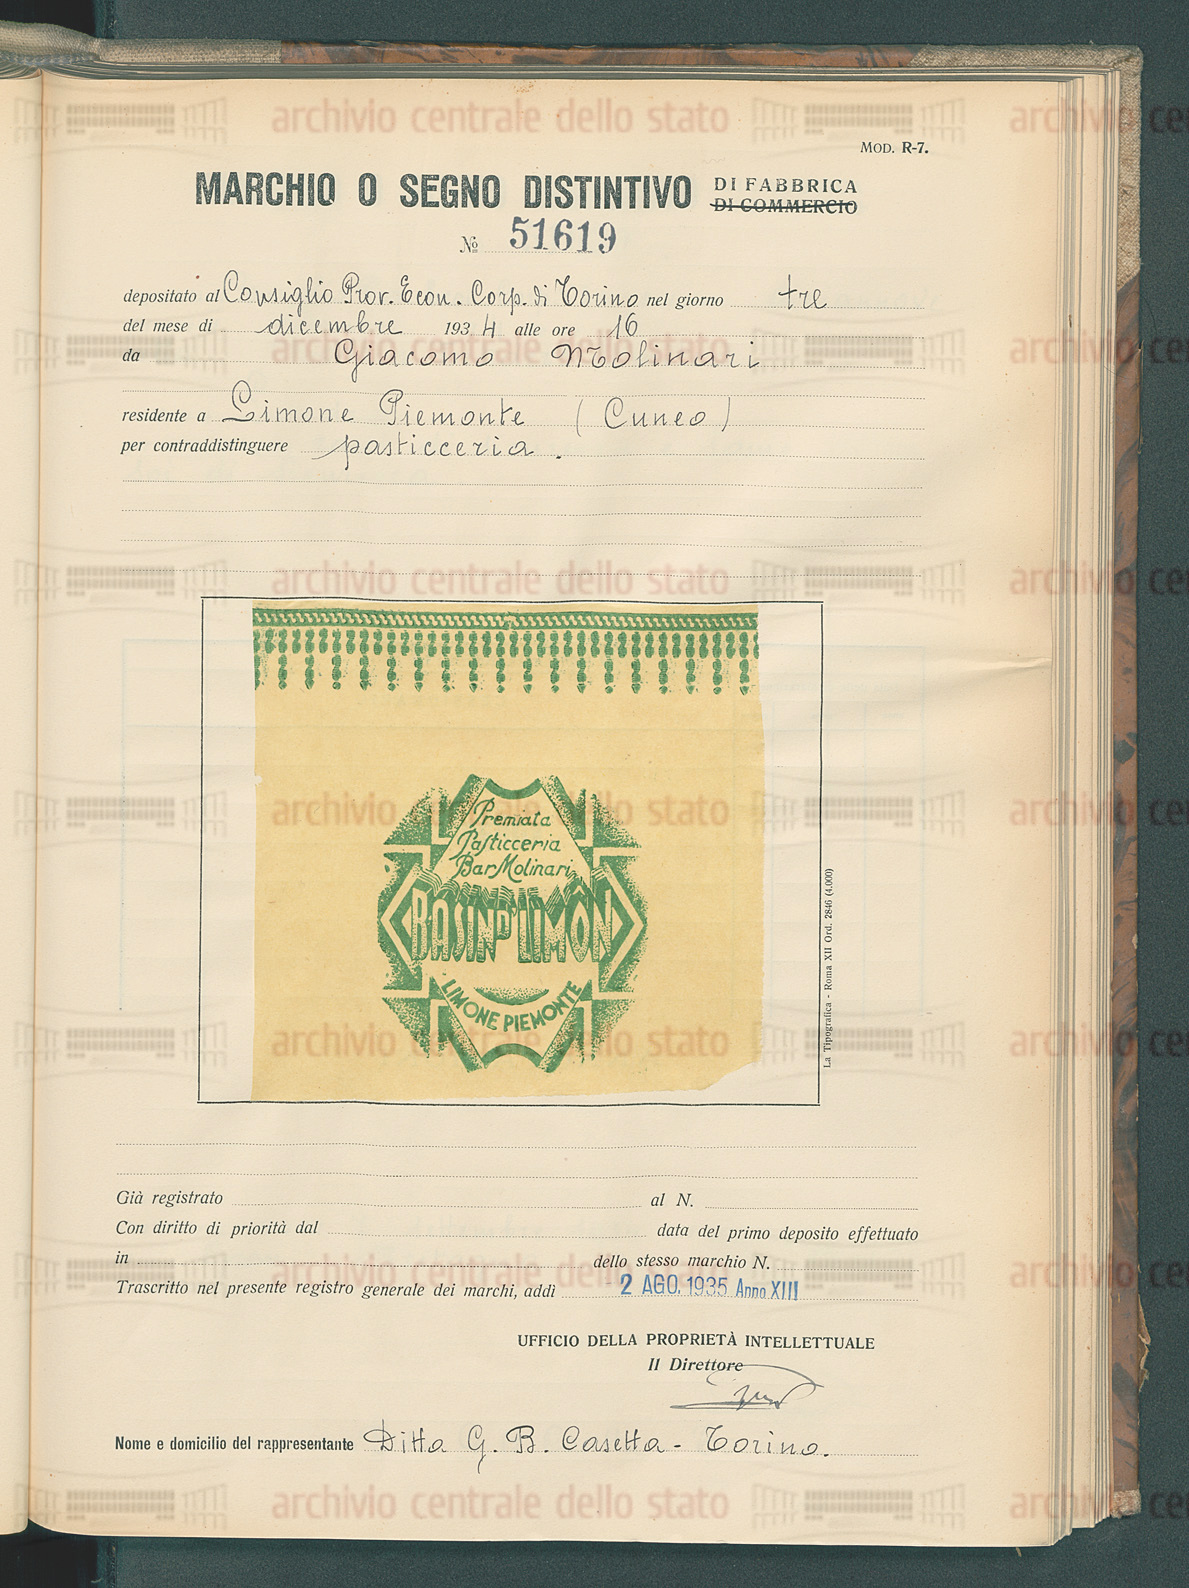 MOD. R-7.
MARCHIO O SEGNO DISTINTIVO DI FABBRICA
DI COMMERCIO
No 51619
depositato al Consiglio Prov. Econ. Corp. di Torino nel giorno tre
del mese di dicembre 1934 alle ore 16
da Giacomo Molinari
residente a Limone Piemonte (Cuneo)
per contraddistinguere pasticceria.
Premiata
Pasticceria
Bar Molinari
BASIN D'LIMÔN
LIMONE PIEMONTE
La Tipografica - Roma XII Ord. 2846 (4.000)
Già registrato al N.
Con diritto di priorità dal data del primo deposito effettuato
in dello stesso marchio N.
Trascritto nel presente registro generale dei marchi, addì 2 AGO. 1935 Anno XIII
UFFICIO DELLA PROPRIETÀ INTELLETTUALE
Il Direttore
Nome e domicilio del rappresentante Ditta G. B. Casetta - Torino.
archivio centrale dello stato